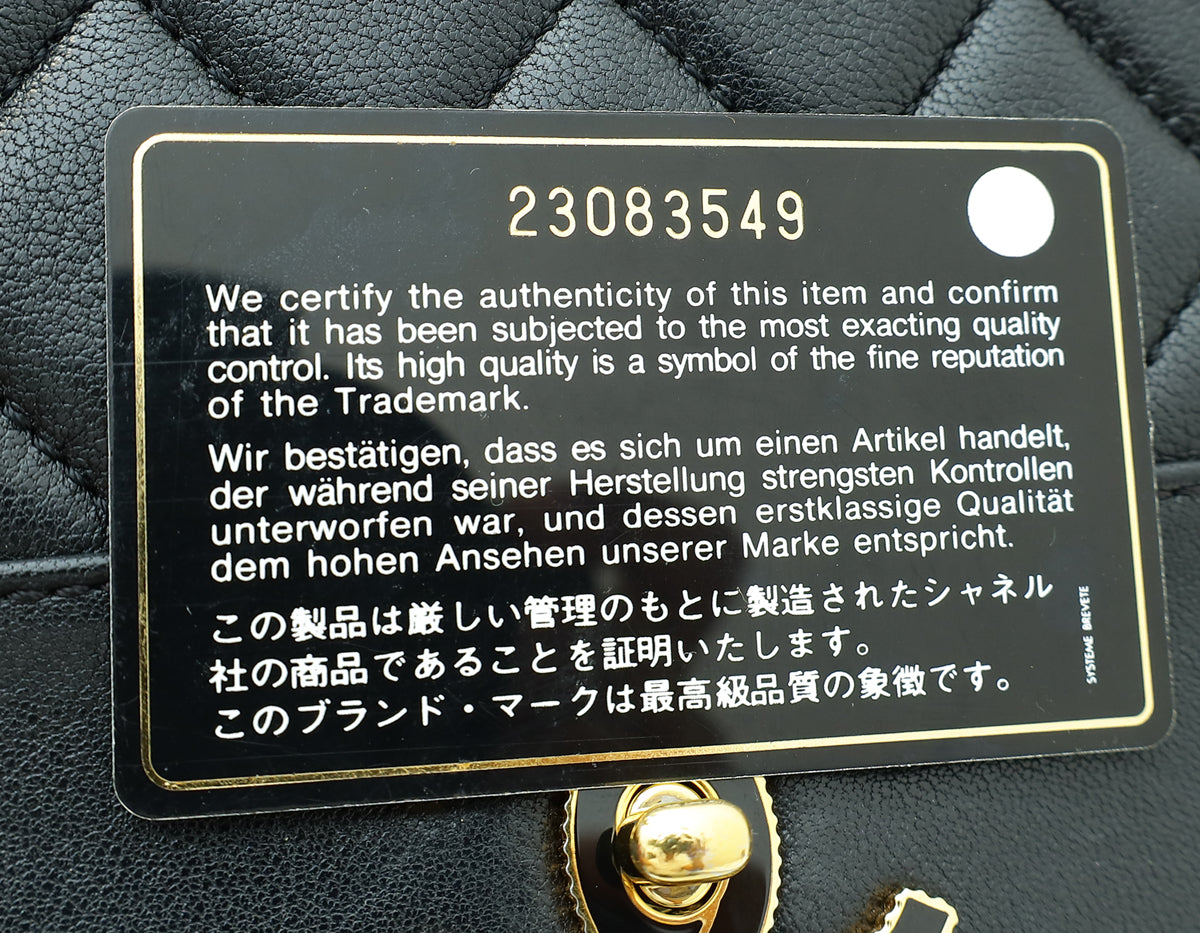 23083549
We certify the authenticity of this item and confirm
that it has been subjected to the most exacting quality
control. Its high quality is a symbol of the fine reputation
of the Trademark.
Wir bestätigen, dass es sich um einen Artikel handelt,
der während seiner Herstellung strengsten Kontrollen
unterworfen war, und dessen erstklassige Qualität
dem hohen Ansehen unserer Marke entspricht.
この製品は厳しい管理のもとに製造されたシャネル
社の商品であることを証明いたします。
このブランド・マークは最高級品質の象徴です。
SYSTEME BREVETE